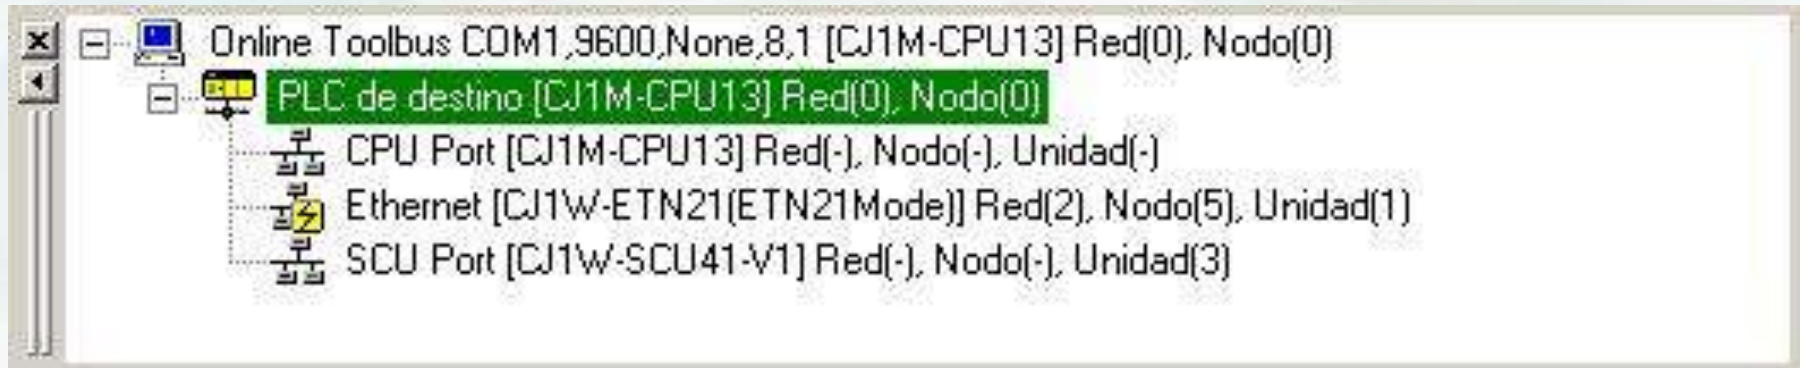 Online Toolbus COM1,9600,None,8,1 [CJ1M-CPU13] Red(0), Nodo(0)
PLC de destino [CJ1M-CPU13] Red(0), Nodo(0)
CPU Port [CJ1M-CPU13] Red(-), Nodo(-), Unidad(-)
Ethernet [CJ1W-ETN21(ETN21Mode)] Red(2), Nodo(5), Unidad(1)
SCU Port [CJ1W-SCU41-V1] Red(-), Nodo(-), Unidad(3)